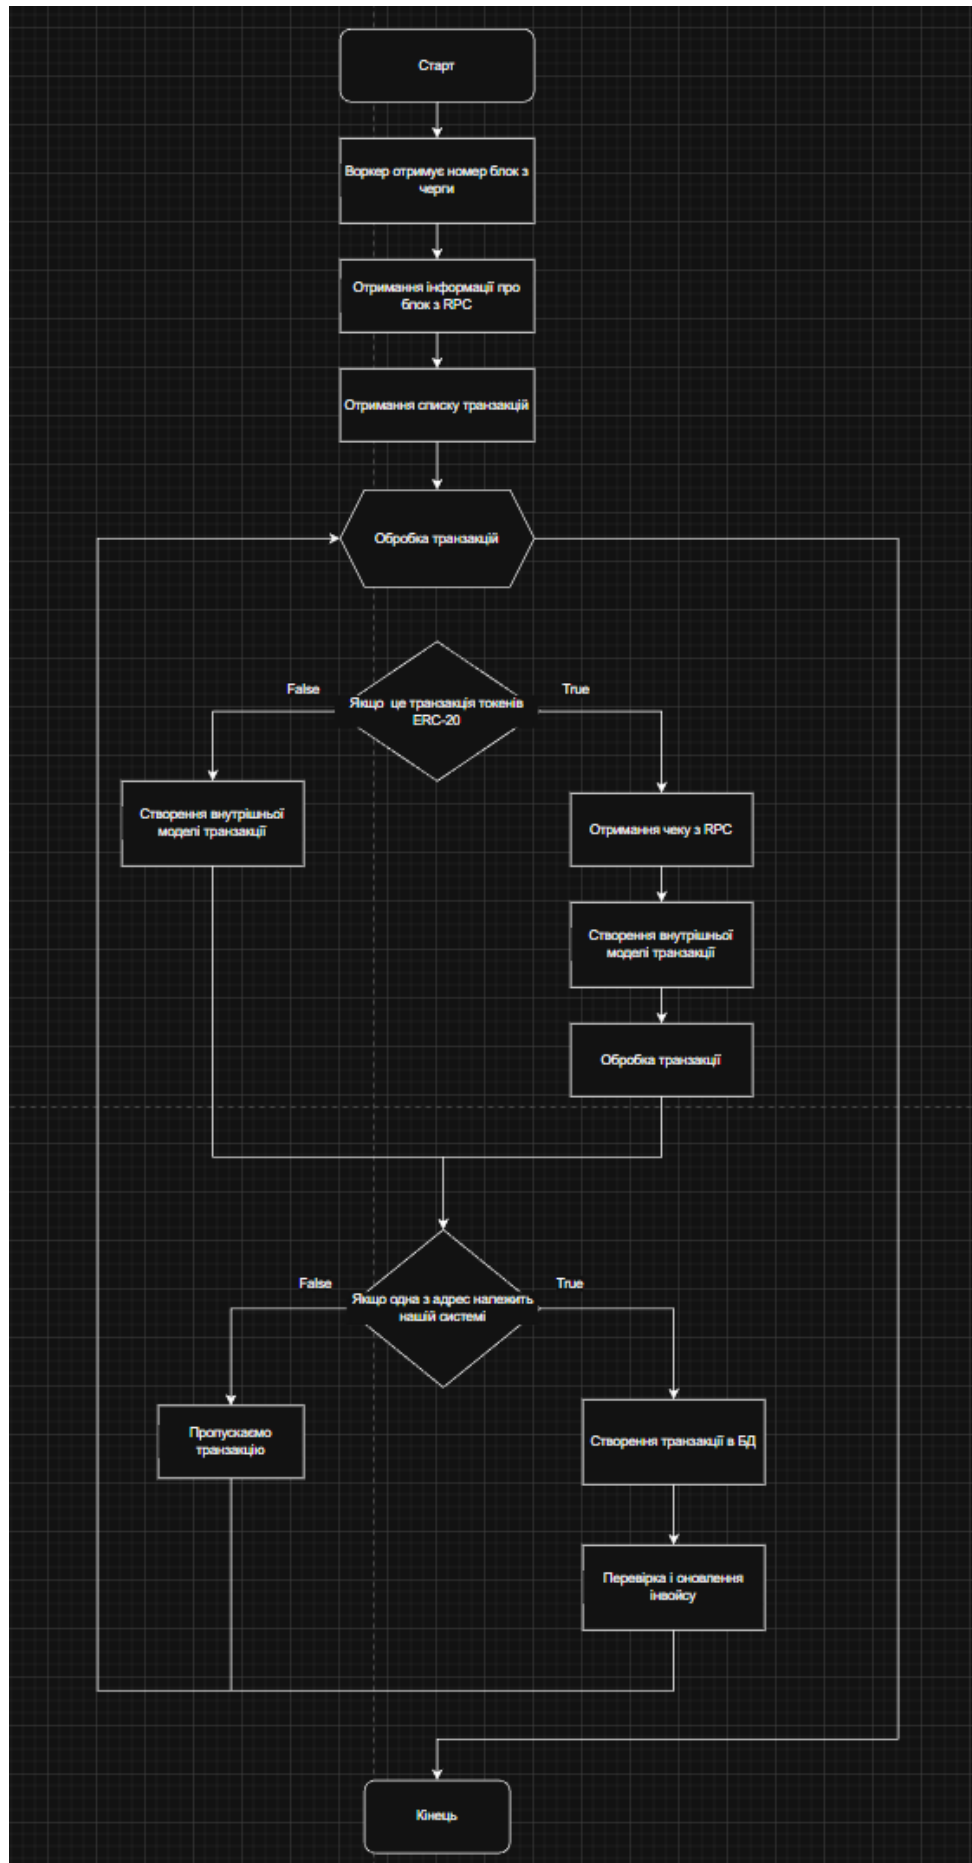 Старт
Воркер отримує номер блок з
черги
Отримання інформації про
блок з RPC
Отримання списку транзакцій
Обробка транзакцій
False
True
Якщо це транзакція токенів
ERC-20
Створення внутрішньої
моделі транзакції
Отримання чеку з RPC
Створення внутрішньої
моделі транзакції
Обробка транзакції
False
True
Якщо одна з адрес належить
нашій системі
Пропускаємо
транзакцію
Створення транзакції в БД
Перевірка і оновлення
інвойсу
Кінець